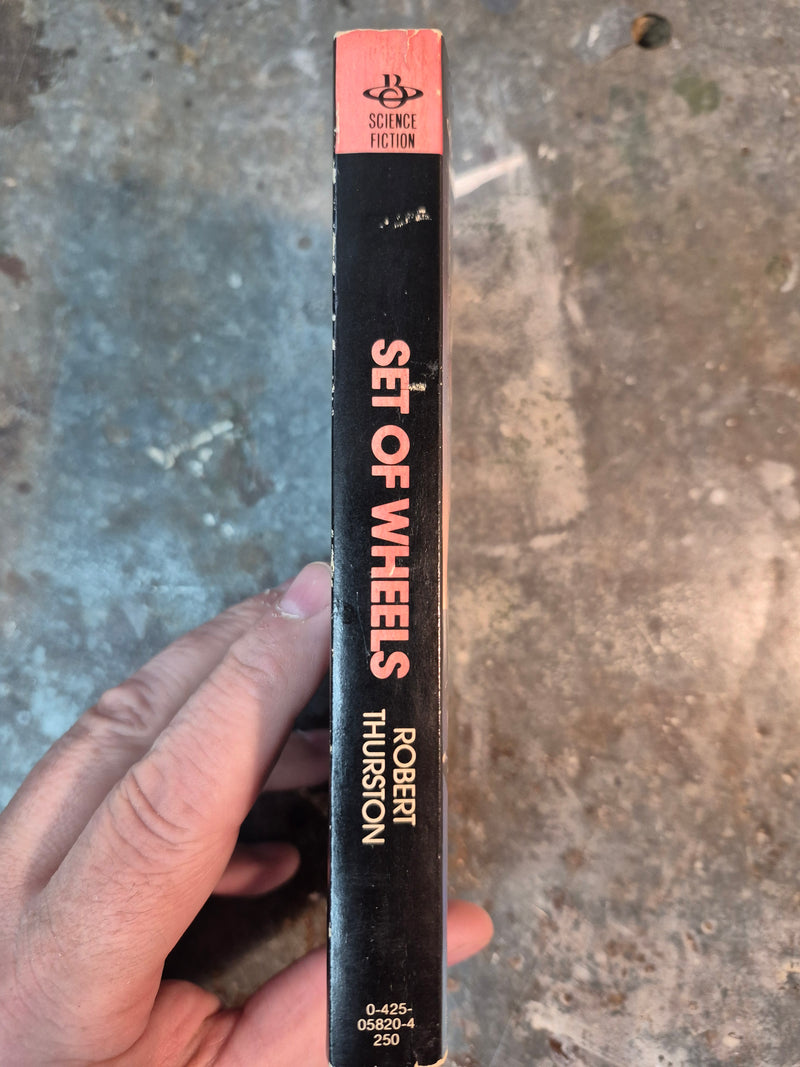 SCIENCE
FICTION
SET OF WHEELS
ROBERT
THURSTON
0-425-
05820-4
250